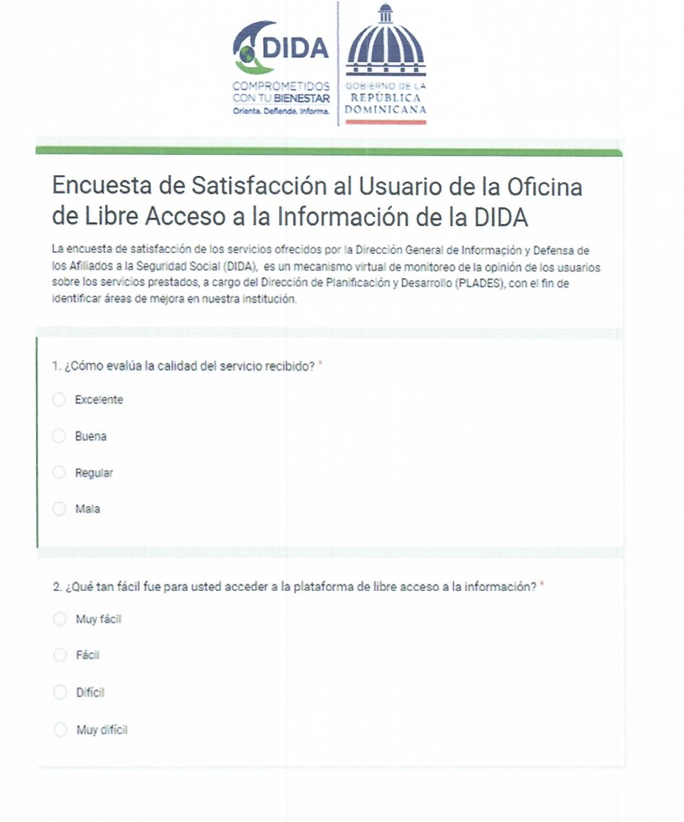 DIDA
COMPROMETIDOS
CON TU BIENESTAR
Orienta. Defiende. Informa.
GOBIERNO DE LA
REPÚBLICA
DOMINICANA
Encuesta de Satisfacción al Usuario de la Oficina
de Libre Acceso a la Información de la DIDA
La encuesta de satisfacción de los servicios ofrecidos por la Dirección General de Información y Defensa de
los Afiliados a la Seguridad Social (DIDA), es un mecanismo virtual de monitoreo de la opinión de los usuarios
sobre los servicios prestados, a cargo del Dirección de Planificación y Desarrollo (PLADES), con el fin de
identificar áreas de mejora en nuestra institución.
1. ¿Cómo evalúa la calidad del servicio recibido? *
Excelente
Buena
Regular
Mala
2. ¿Qué tan fácil fue para usted acceder a la plataforma de libre acceso a la información? *
Muy fácil
Fácil
Difícil
Muy difícil